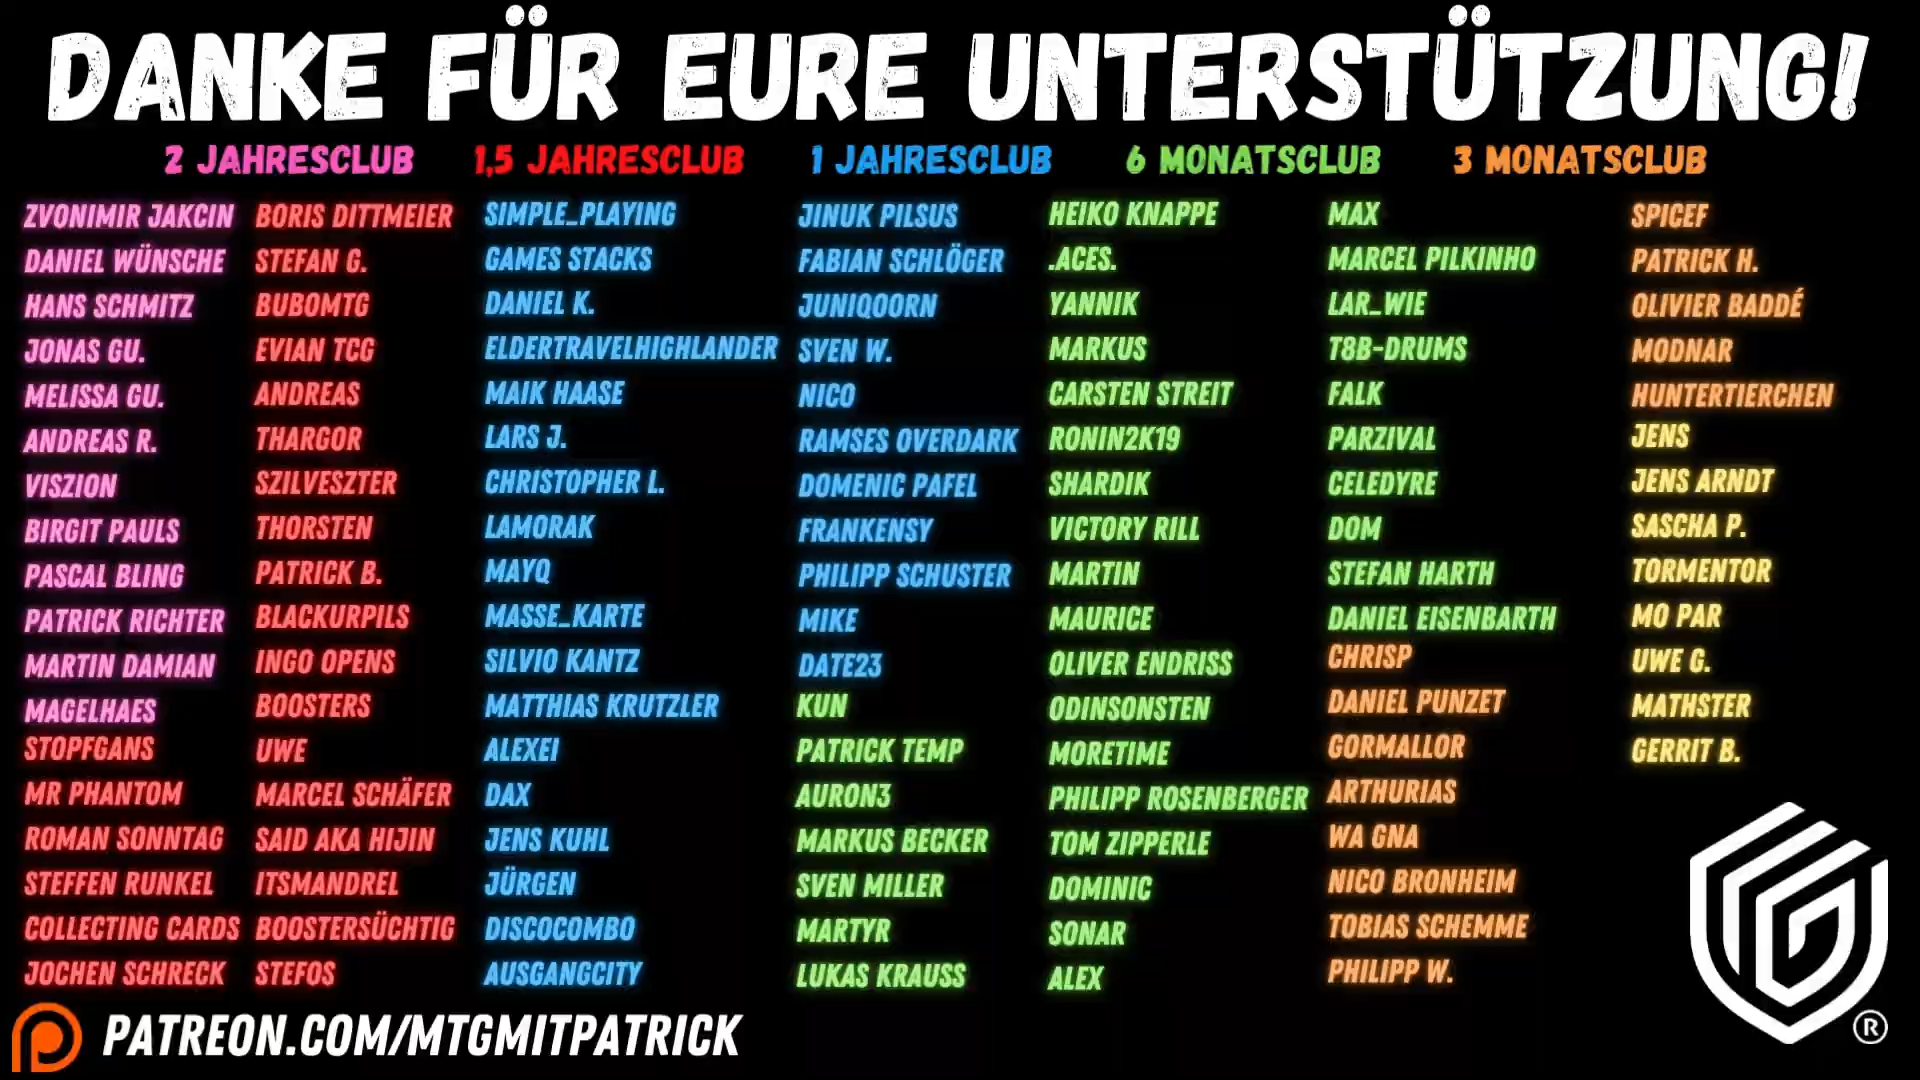 DANKE FÜR EURE UNTERSTÜTZUNG!
2 JAHRESCLUB
1,5 JAHRESCLUB
1 JAHRESCLUB
6 MONATSCLUB
3 MONATSCLUB
ZVONIMIR JAKCIN
DANIEL WÜNSCHE
HANS SCHMITZ
JONAS GU.
MELISSA GU.
ANDREAS R.
VISZION
BIRGIT PAULS
PASCAL BLING
PATRICK RICHTER
MARTIN DAMIAN
MAGELHAES
STOPFGANS
MR PHANTOM
ROMAN SONNTAG
STEFFEN RUNKEL
COLLECTING CARDS
JOCHEN SCHRECK
BORIS DITTMEIER
STEFAN G.
BUBOMTG
EVIAN TCG
ANDREAS
THARGOR
SZILVESZTER
THORSTEN
PATRICK B.
BLACKURPILS
INGO OPENS
BOOSTERS
UWE
MARCEL SCHÄFER
SAID AKA HIJIN
ITSMANDREL
BOOSTERSÜCHTIG
STEFOS
SIMPLE_PLAYING
GAMES STACKS
DANIEL K.
ELDERTRAVELHIGHLANDER
MAIK HAASE
LARS J.
CHRISTOPHER L.
LAMORAK
MAYQ
MASSE_KARTE
SILVIO KANTZ
MATTHIAS KRUTZLER
ALEXEI
DAX
JENS KUHL
JÜRGEN
DISCOCOMBO
AUSGANGCITY
JINUK PILSUS
FABIAN SCHLÖGER
JUNIQOORN
SVEN W.
NICO
RAMSES OVERDARK
DOMENIC PAFEL
FRANKENSY
PHILIPP SCHUSTER
MIKE
DATE23
KUN
PATRICK TEMP
AURON3
MARKUS BECKER
SVEN MILLER
MARTYR
LUKAS KRAUSS
HEIKO KNAPPE
.ACES.
YANNIK
MARKUS
CARSTEN STREIT
RONIN2K19
SHARDIK
VICTORY RILL
MARTIN
MAURICE
OLIVER ENDRISS
ODINSONSTEN
MORETIME
PHILIPP ROSENBERGER
TOM ZIPPERLE
DOMINIC
SONAR
ALEX
MAX
MARCEL PILKINHO
LAR_WIE
T8B-DRUMS
FALK
PARZIVAL
CELEDYRE
DOM
STEFAN HARTH
DANIEL EISENBARTH
CHRISP
DANIEL PUNZET
GORMALLOR
ARTHURIAS
WA GNA
NICO BRONHEIM
TOBIAS SCHEMME
PHILIPP W.
SPICEF
PATRICK H.
OLIVIER BADDÉ
MODNAR
HUNTERTIERCHEN
JENS
JENS ARNDT
SASCHA P.
TORMENTOR
MO PAR
UWE G.
MATHSTER
GERRIT B.
PATREON.COM/MTGMITPATRICK
®